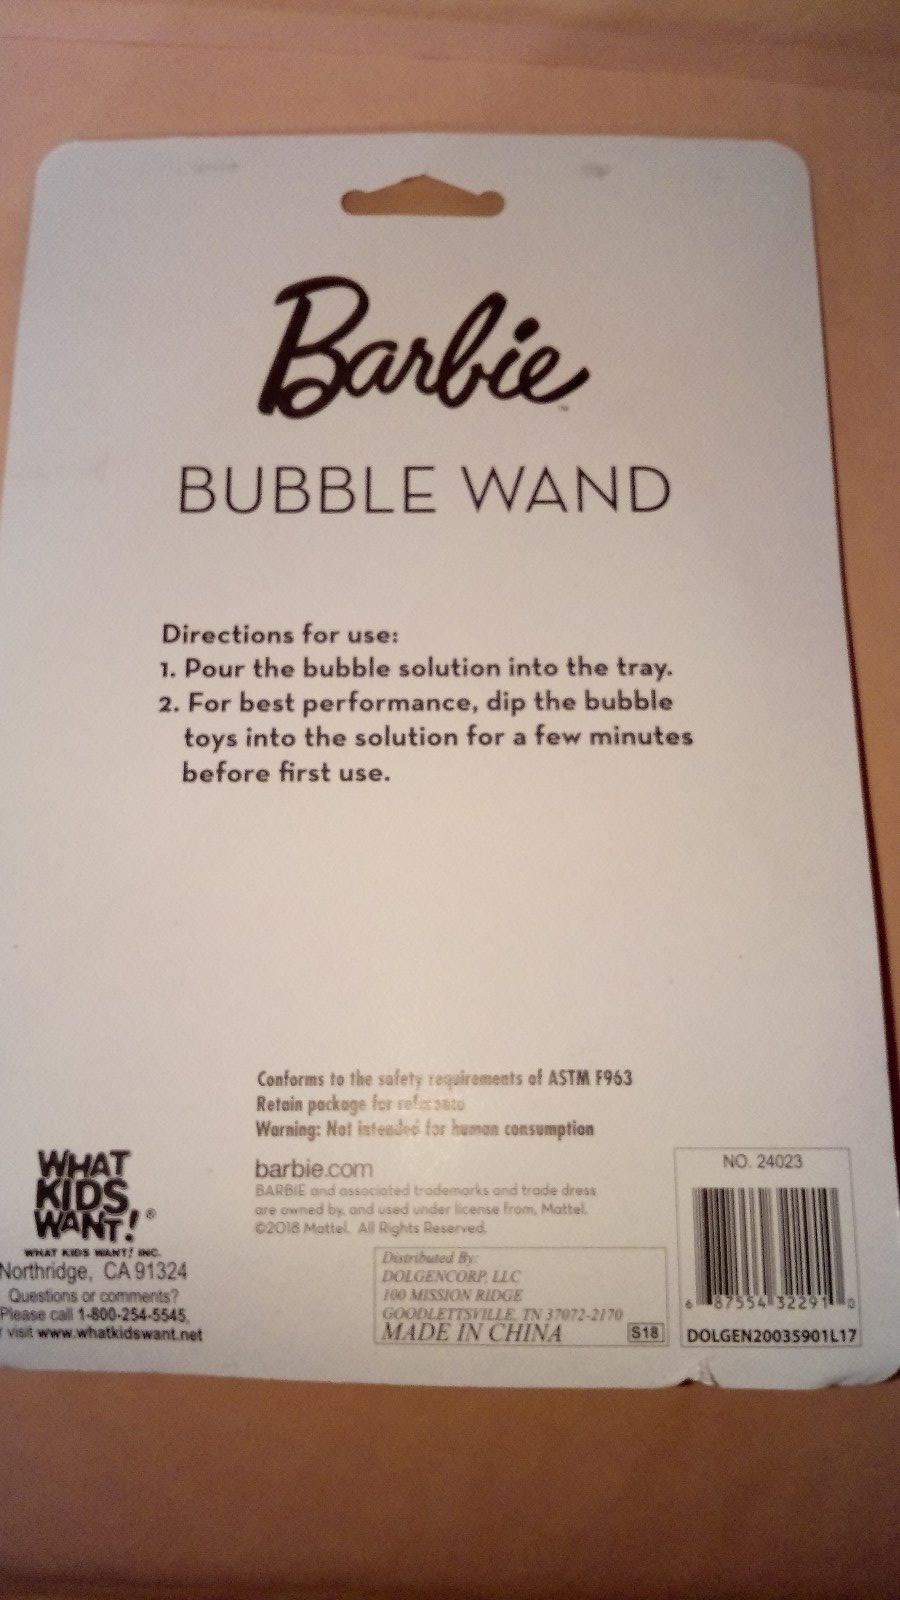 Barbie
™
BUBBLE WAND
Directions for use:
1. Pour the bubble solution into the tray.
2. For best performance, dip the bubble
toys into the solution for a few minutes
before first use.
Conforms to the safety requirements of ASTM F963
Retain package for reference
Warning: Not intended for human consumption
barbie.com
BARBIE and associated trademarks and trade dress
are owned by, and used under license from, Mattel.
©2018 Mattel. All Rights Reserved.
WHAT
KIDS
WANT! ®
WHAT KIDS WANT! INC.
Northridge, CA 91324
Questions or comments?
Please call 1-800-254-5545,
r visit www.whatkidswant.net
Distributed By:
DOLGENCORP, LLC
100 MISSION RIDGE
GOODLETTSVILLE, TN 37072-2170
MADE IN CHINA
S18
NO. 24023
6 87554 32291 0
DOLGEN20035901L17